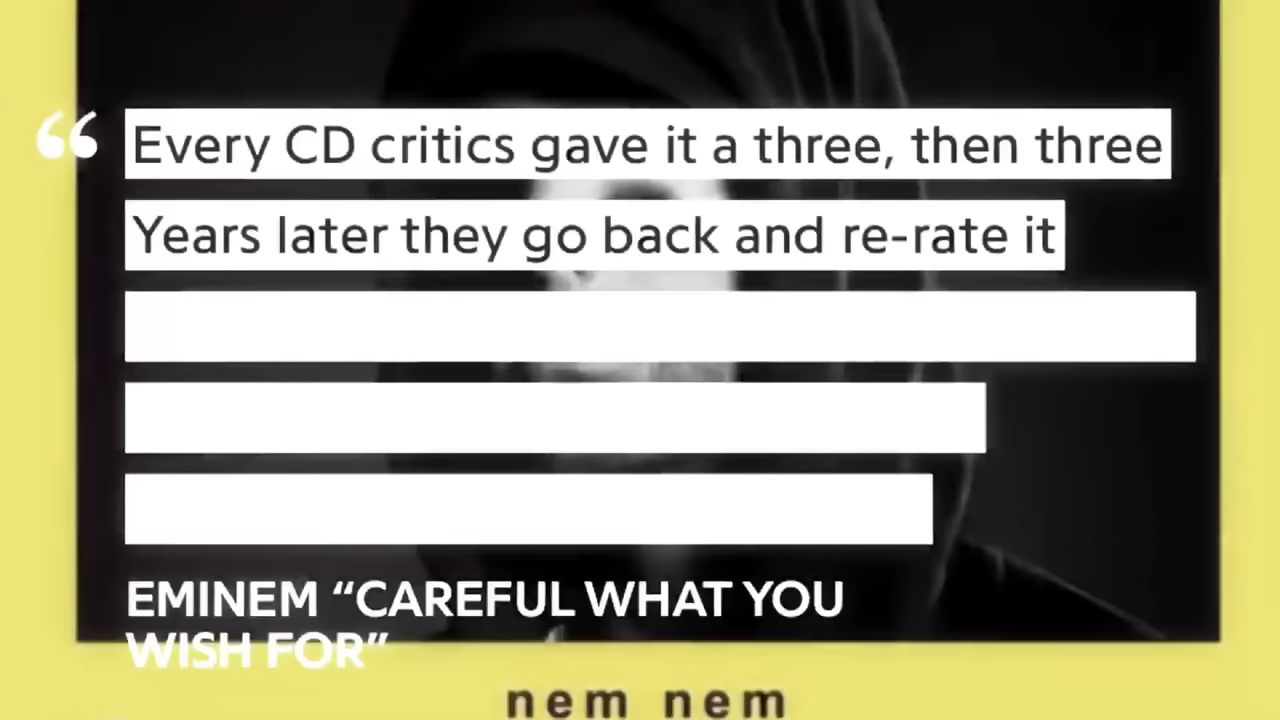 “ Every CD critics gave it a three, then three
Years later they go back and re-rate it
EMINEM “CAREFUL WHAT YOU
WISH FOR”
nem nem